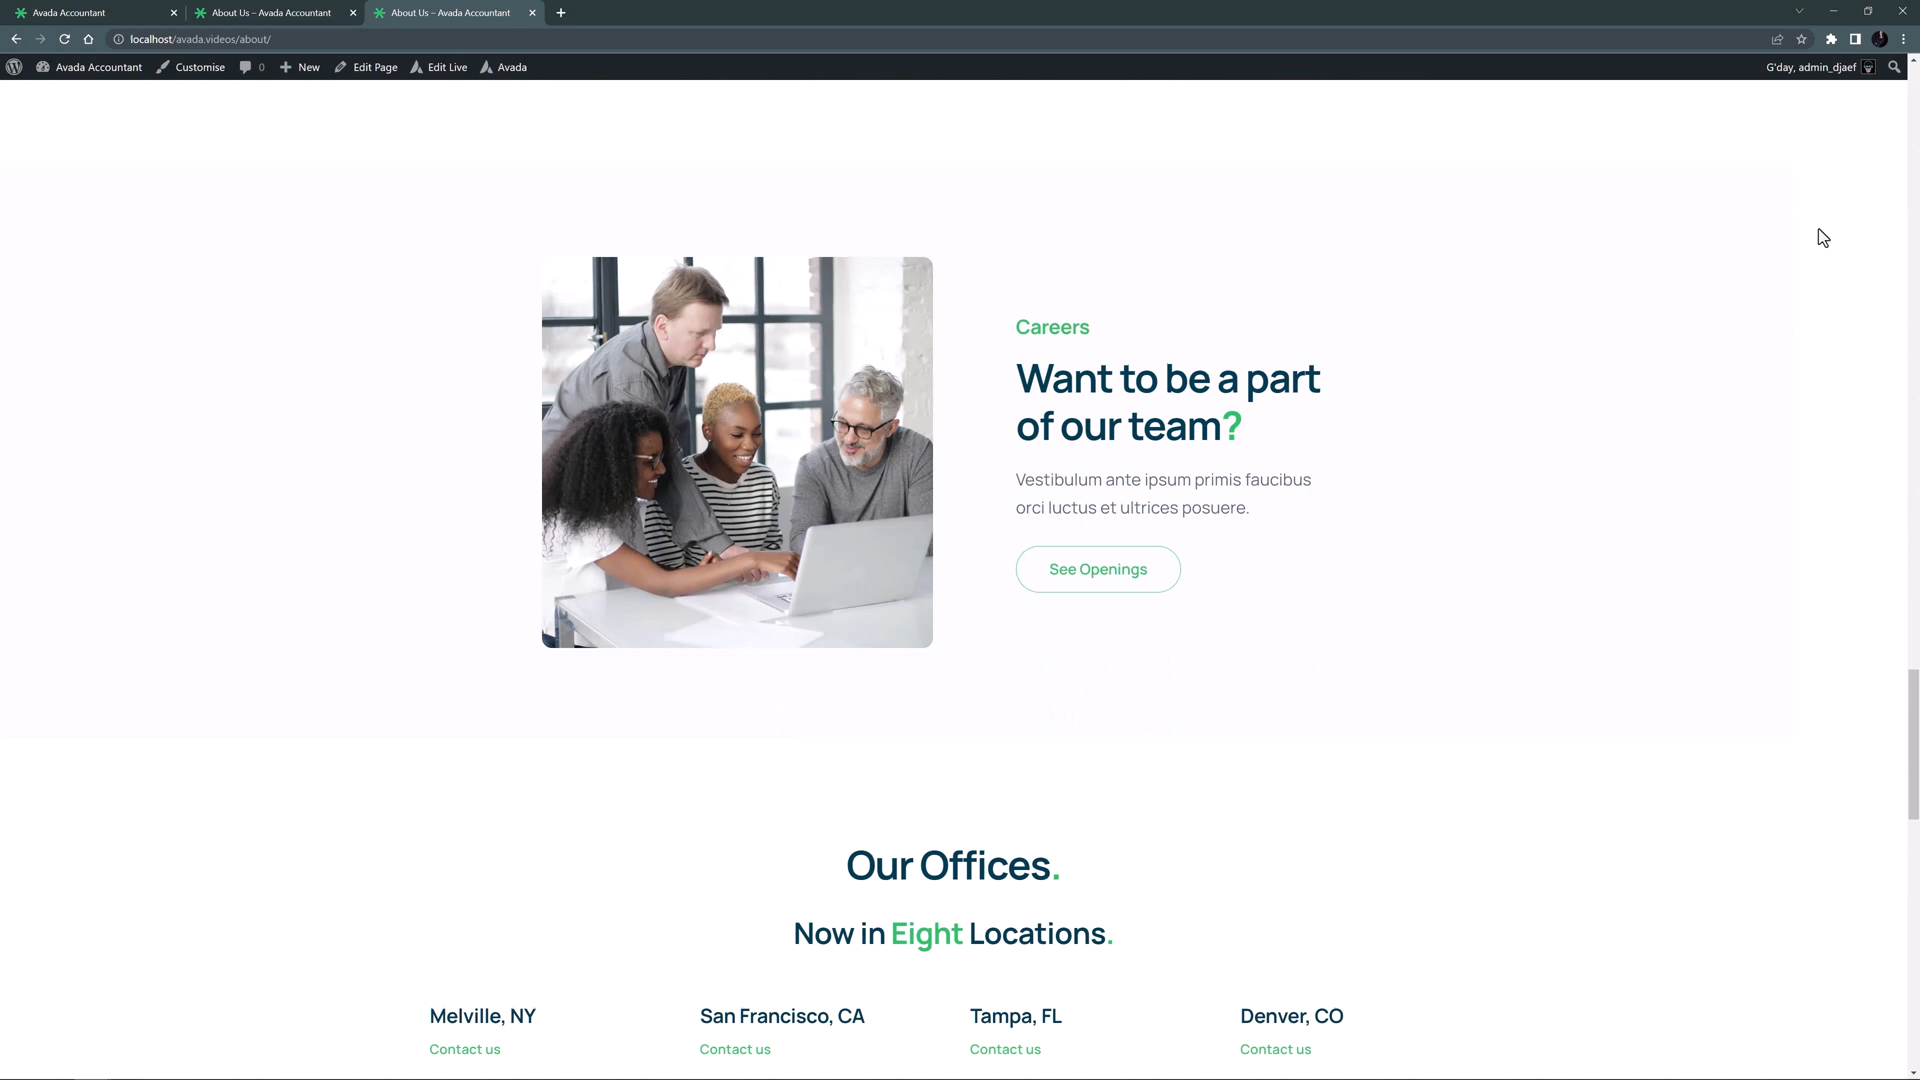 Avada Accountant
About Us – Avada Accountant
About Us – Avada Accountant
localhost/avada.videos/about/
Avada Accountant
Customise
0
New
Edit Page
Edit Live
Avada
G'day, admin_djaef
Careers
Want to be a part
of our team?
Vestibulum ante ipsum primis faucibus
orci luctus et ultrices posuere.
See Openings
Our Offices.
Now in Eight Locations.
Melville, NY
San Francisco, CA
Tampa, FL
Denver, CO
Contact us
Contact us
Contact us
Contact us